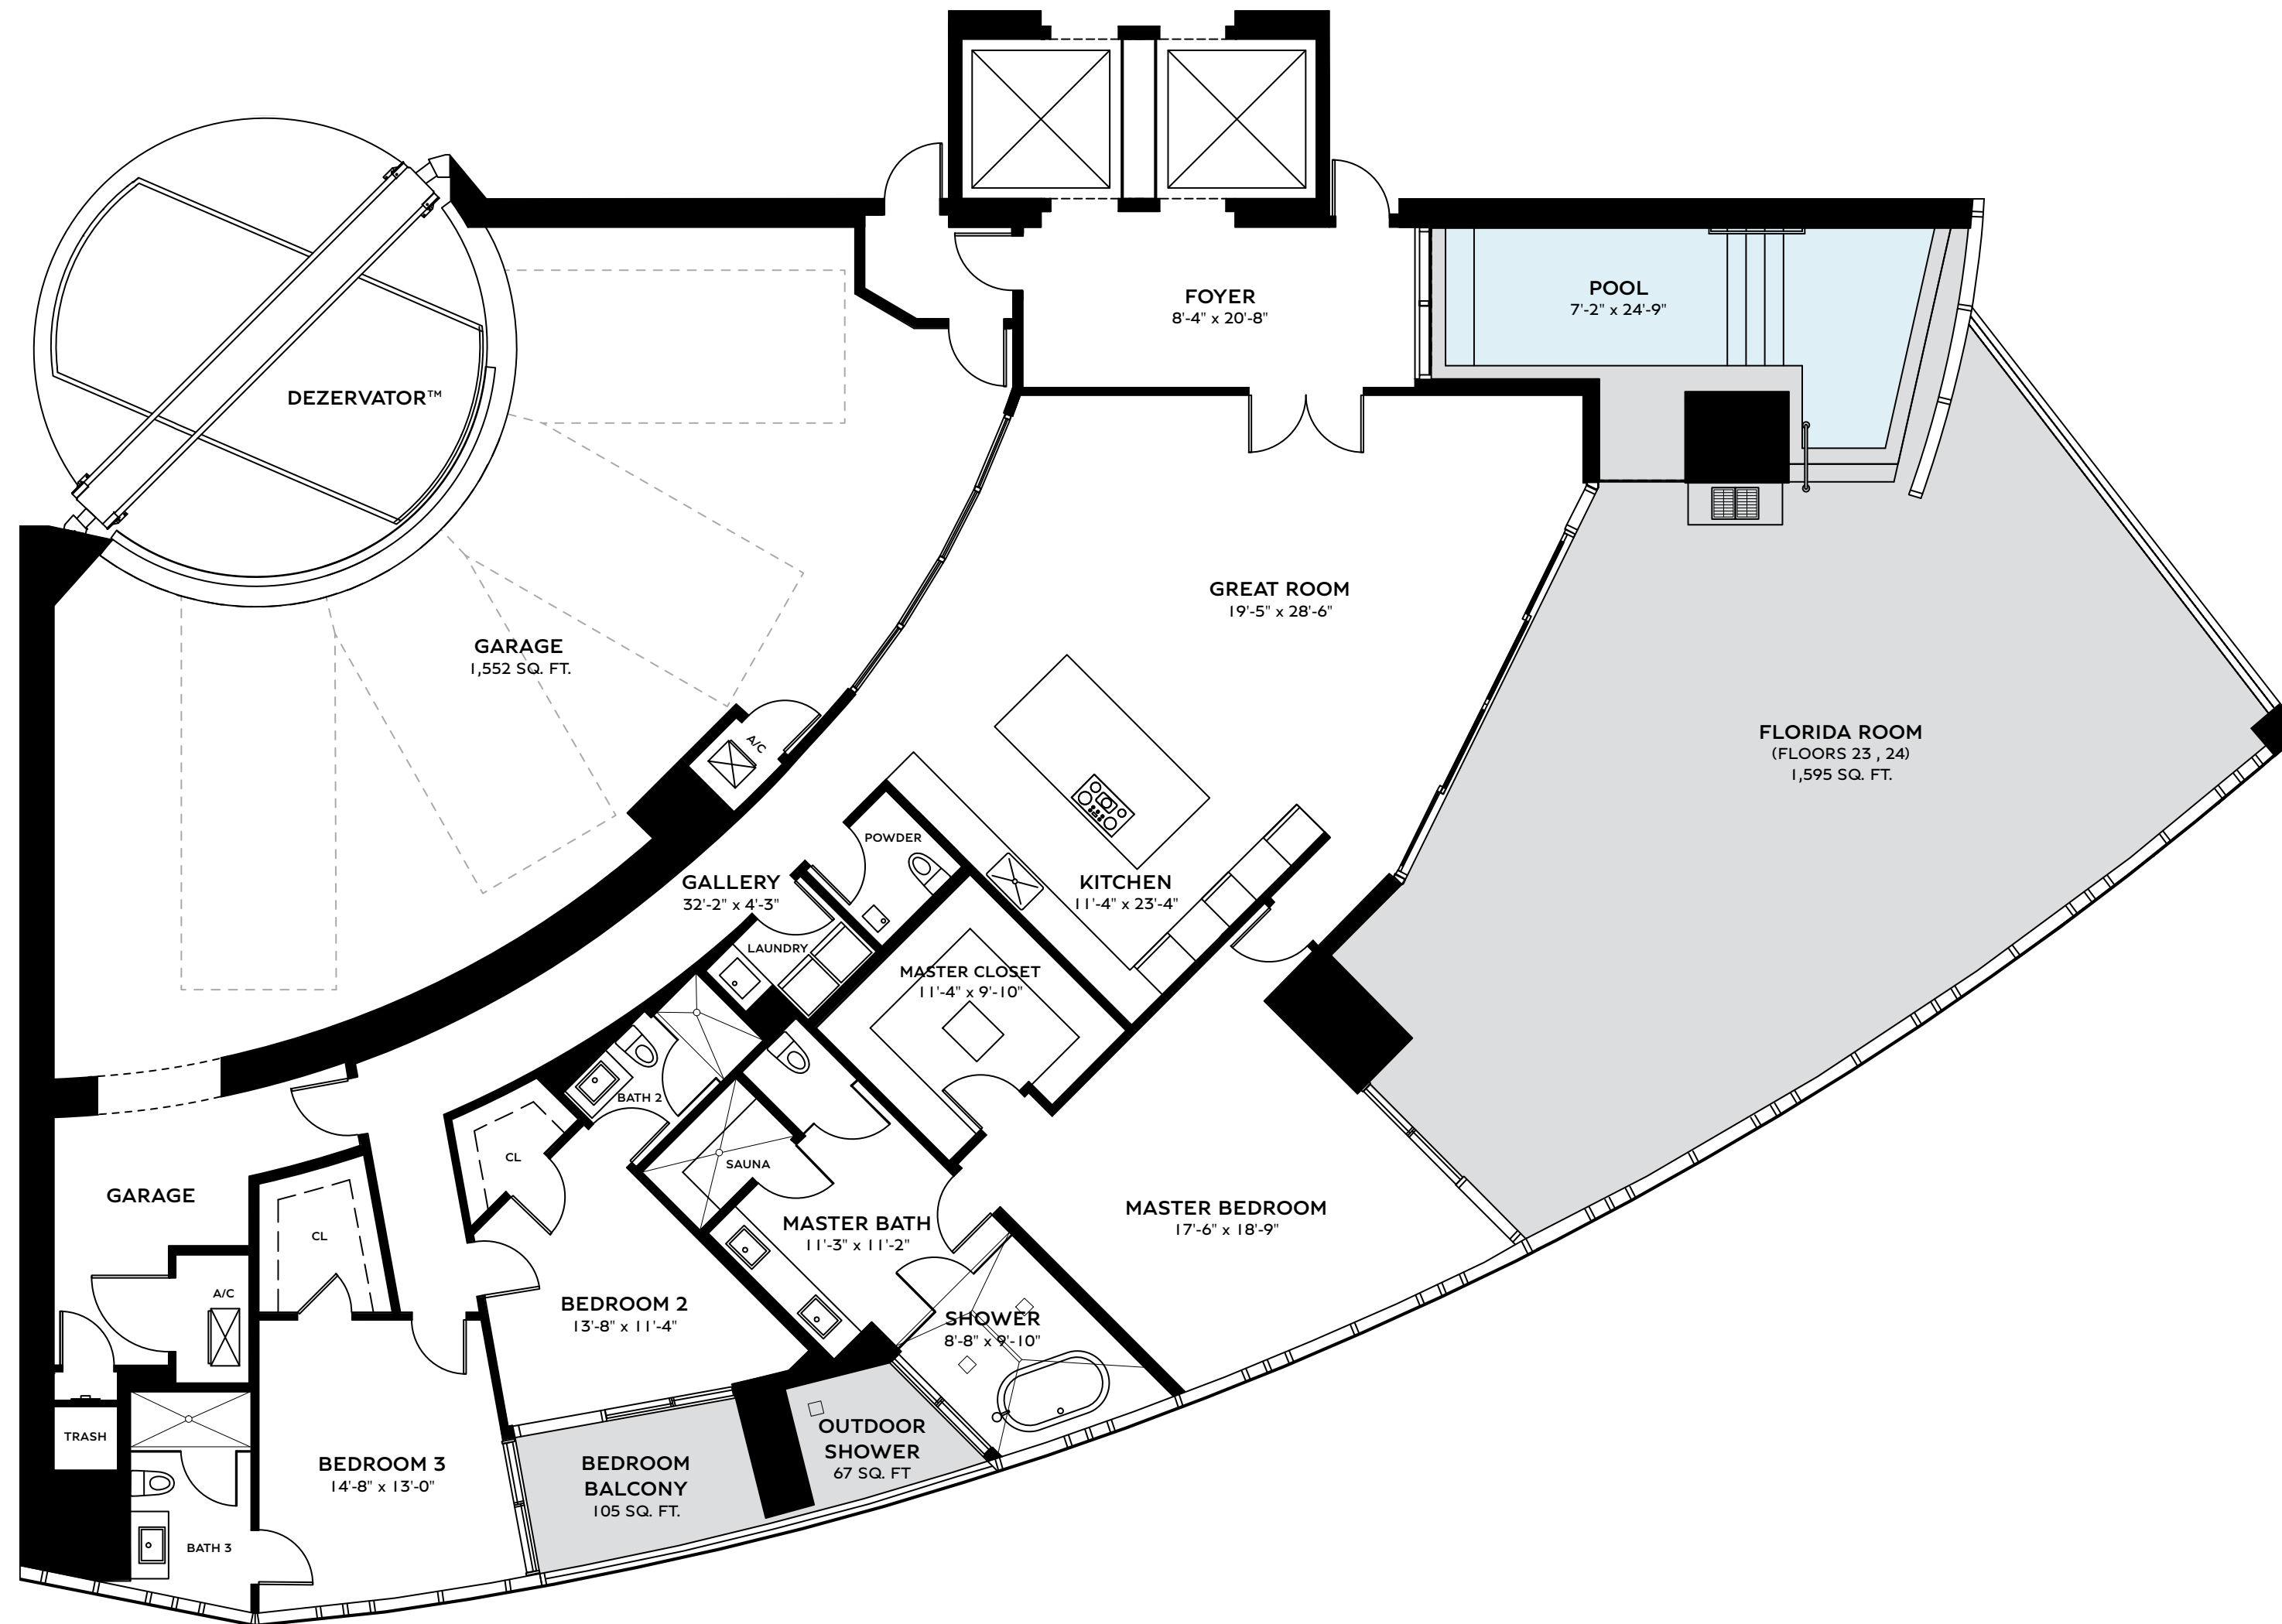 FOYER
8'-4" x 20'-8"
POOL
7'-2" x 24'-9"
DEZERVATOR™
GREAT ROOM
19'-5" x 28'-6"
GARAGE
1,552 SQ. FT.
FLORIDA ROOM
(FLOORS 23 , 24)
1,595 SQ. FT.
A/C
POWDER
GALLERY
32'-2" x 4'-3"
KITCHEN
11'-4" x 23'-4"
LAUNDRY
MASTER CLOSET
11'-4" x 9'-10"
BATH 2
CL
SAUNA
GARAGE
MASTER BATH
11'-3" x 11'-2"
MASTER BEDROOM
17'-6" x 18'-9"
CL
A/C
BEDROOM 2
13'-8" x 11'-4"
SHOWER
8'-8" x 9'-10"
OUTDOOR
SHOWER
67 SQ. FT
TRASH
BEDROOM 3
14'-8" x 13'-0"
BEDROOM
BALCONY
105 SQ. FT.
BATH 3